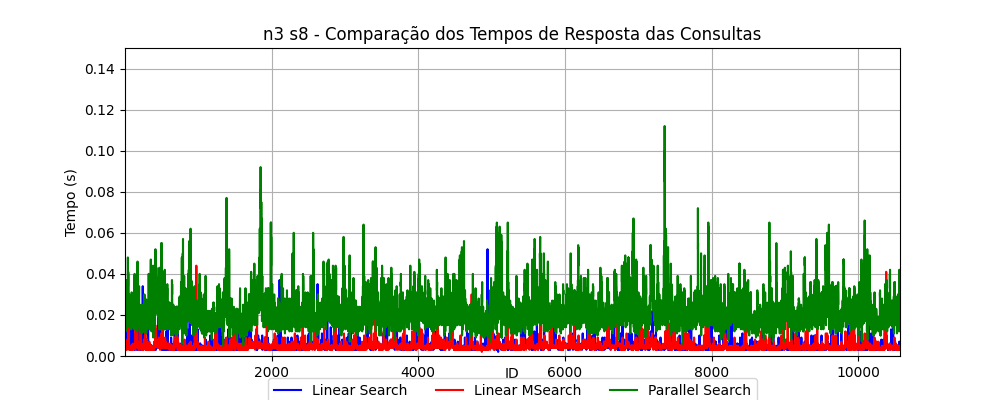 n3 s8 - Comparação dos Tempos de Resposta das Consultas
Tempo (s)
0.14
0.12
0.10
0.08
0.06
0.04
0.02
0.00
2000 4000 6000 8000 10000
ID
Linear Search Linear MSearch Parallel Search